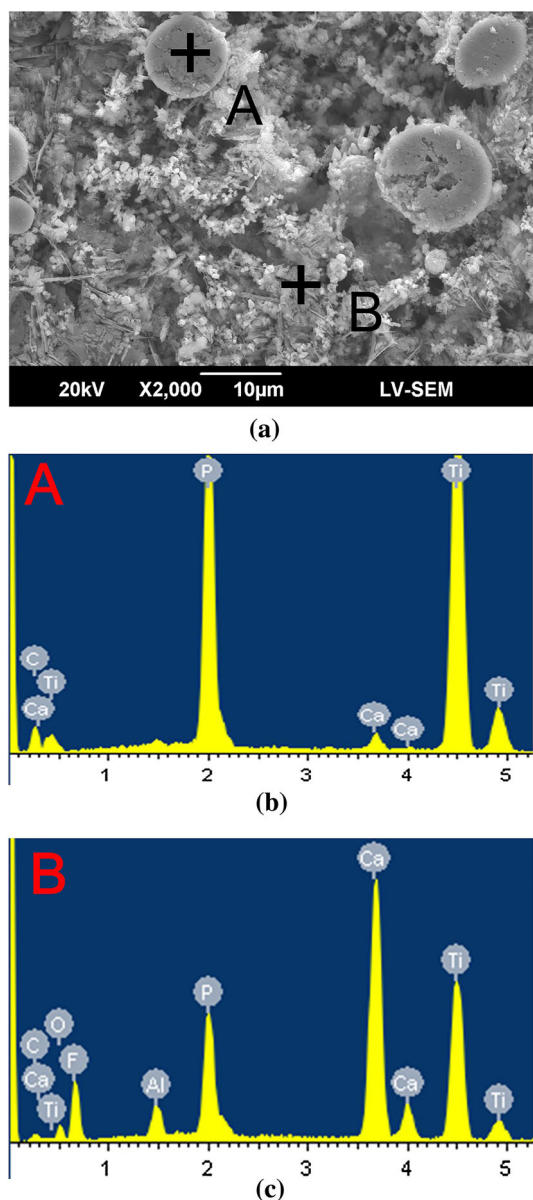 A
B
20kV X2,000 10µm LV-SEM
(a)
A
P Ti
C
Ti
Ca
Ca Ca
Ti
1 2 3 4 5
(b)
B
Ca
O
P
Ti
C
F
Ca
Al
Ca
Ti
Ti
1 2 3 4 5
(c)